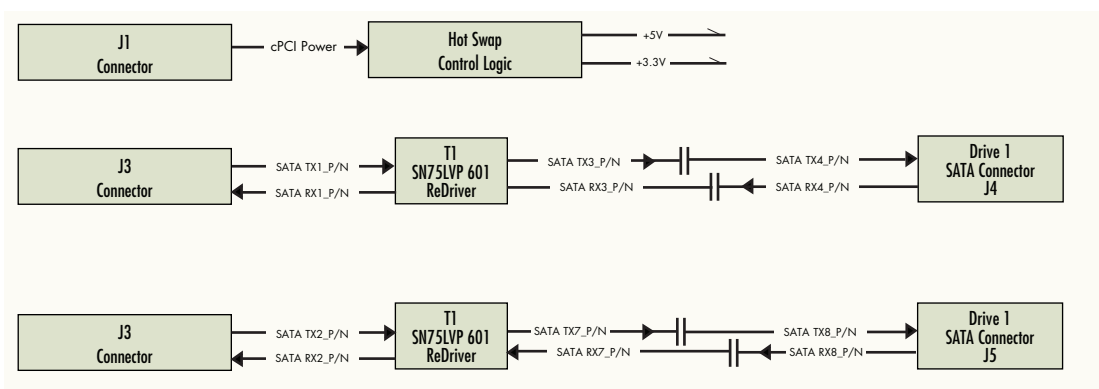 J1
Connector
cPCI Power
Hot Swap
Control Logic
+5V
+3.3V
J3
Connector
SATA TX1_P/N
SATA RX1_P/N
T1
SN75LVP 601
ReDriver
SATA TX3_P/N
SATA RX3_P/N
SATA TX4_P/N
SATA RX4_P/N
Drive 1
SATA Connector
J4
J3
Connector
SATA TX2_P/N
SATA RX2_P/N
T1
SN75LVP 601
ReDriver
SATA TX7_P/N
SATA RX7_P/N
SATA TX8_P/N
SATA RX8_P/N
Drive 1
SATA Connector
J5